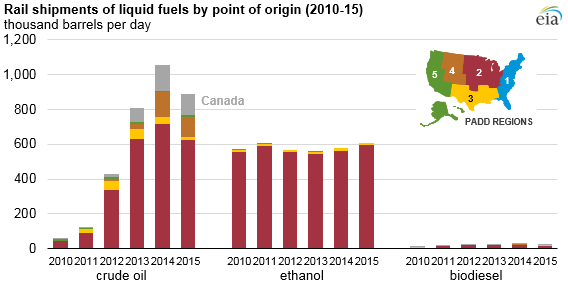 Rail shipments of liquid fuels by point of origin (2010-15)
thousand barrels per day
eia
1,200
1,000
800
600
400
200
0
Canada
5
4
2
1
3
PADD REGIONS
2010 2011 2012 2013 2014 2015
2010 2011 2012 2013 2014 2015
2010 2011 2012 2013 2014 2015
crude oil
ethanol
biodiesel